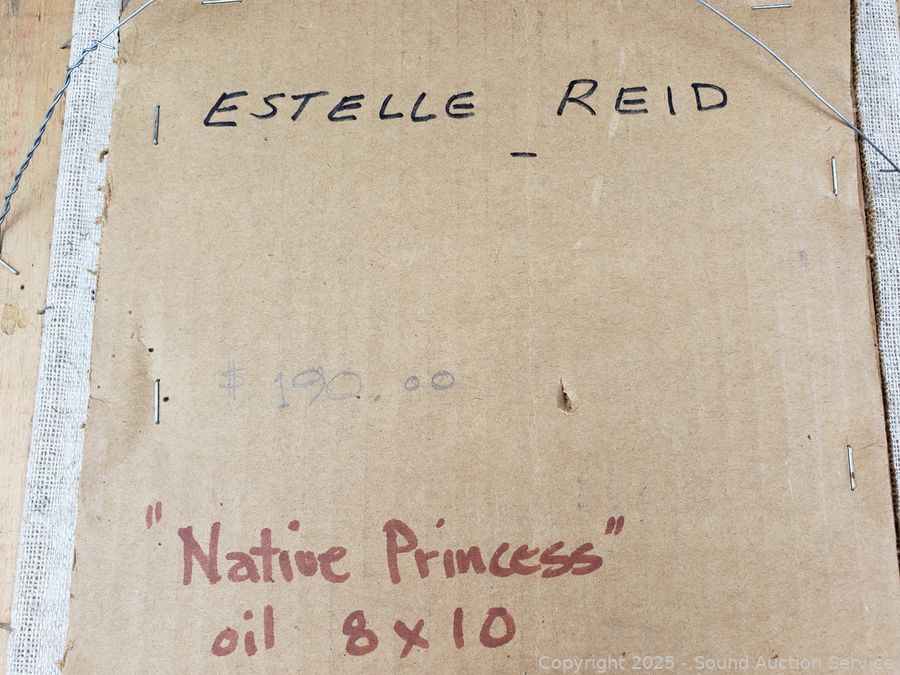 ESTELLE REID
$190.00
"Native Princess"
oil 8x10
Copyright 2025 - Sound Auction Service